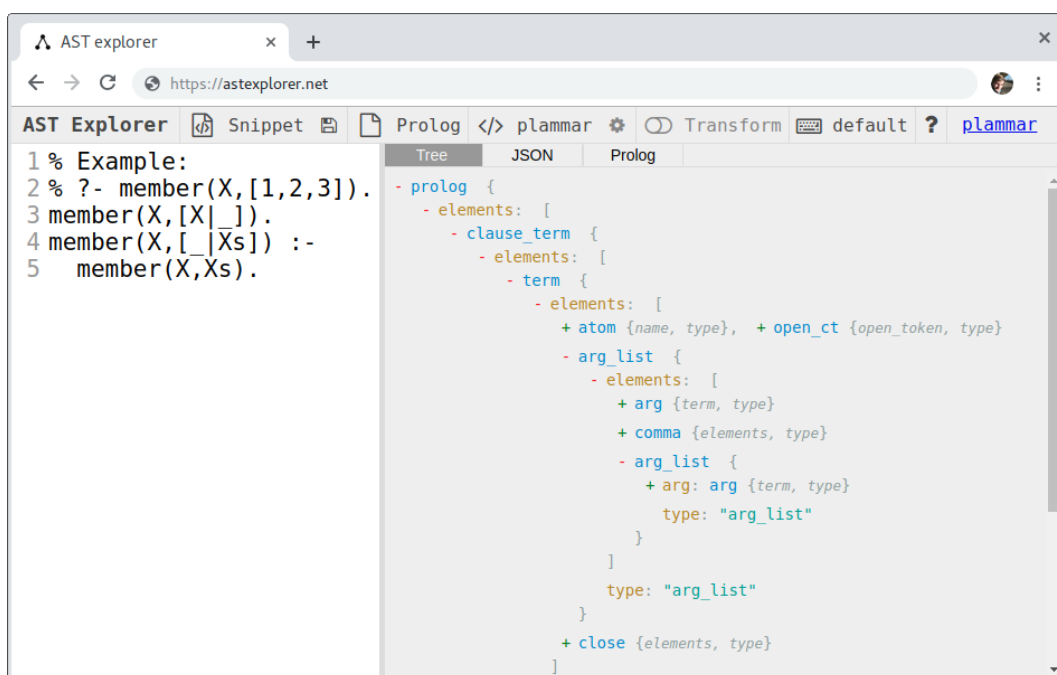 AST explorer × + ×
https://astexplorer.net
AST Explorer Snippet Prolog </> plammar Transform default ? plammar
Tree JSON Prolog
1 % Example:
2 % ?- member(X,[1,2,3]).
3 member(X,[X|_]).
4 member(X,[_|Xs]) :-
5   member(X,Xs).
- prolog {
- elements: [
- clause_term {
- elements: [
- term {
- elements: [
+ atom {name, type}, + open_ct {open_token, type}
- arg_list {
- elements: [
+ arg {term, type}
+ comma {elements, type}
- arg_list {
+ arg: arg {term, type}
type: "arg_list"
}
]
type: "arg_list"
}
+ close {elements, type}
]